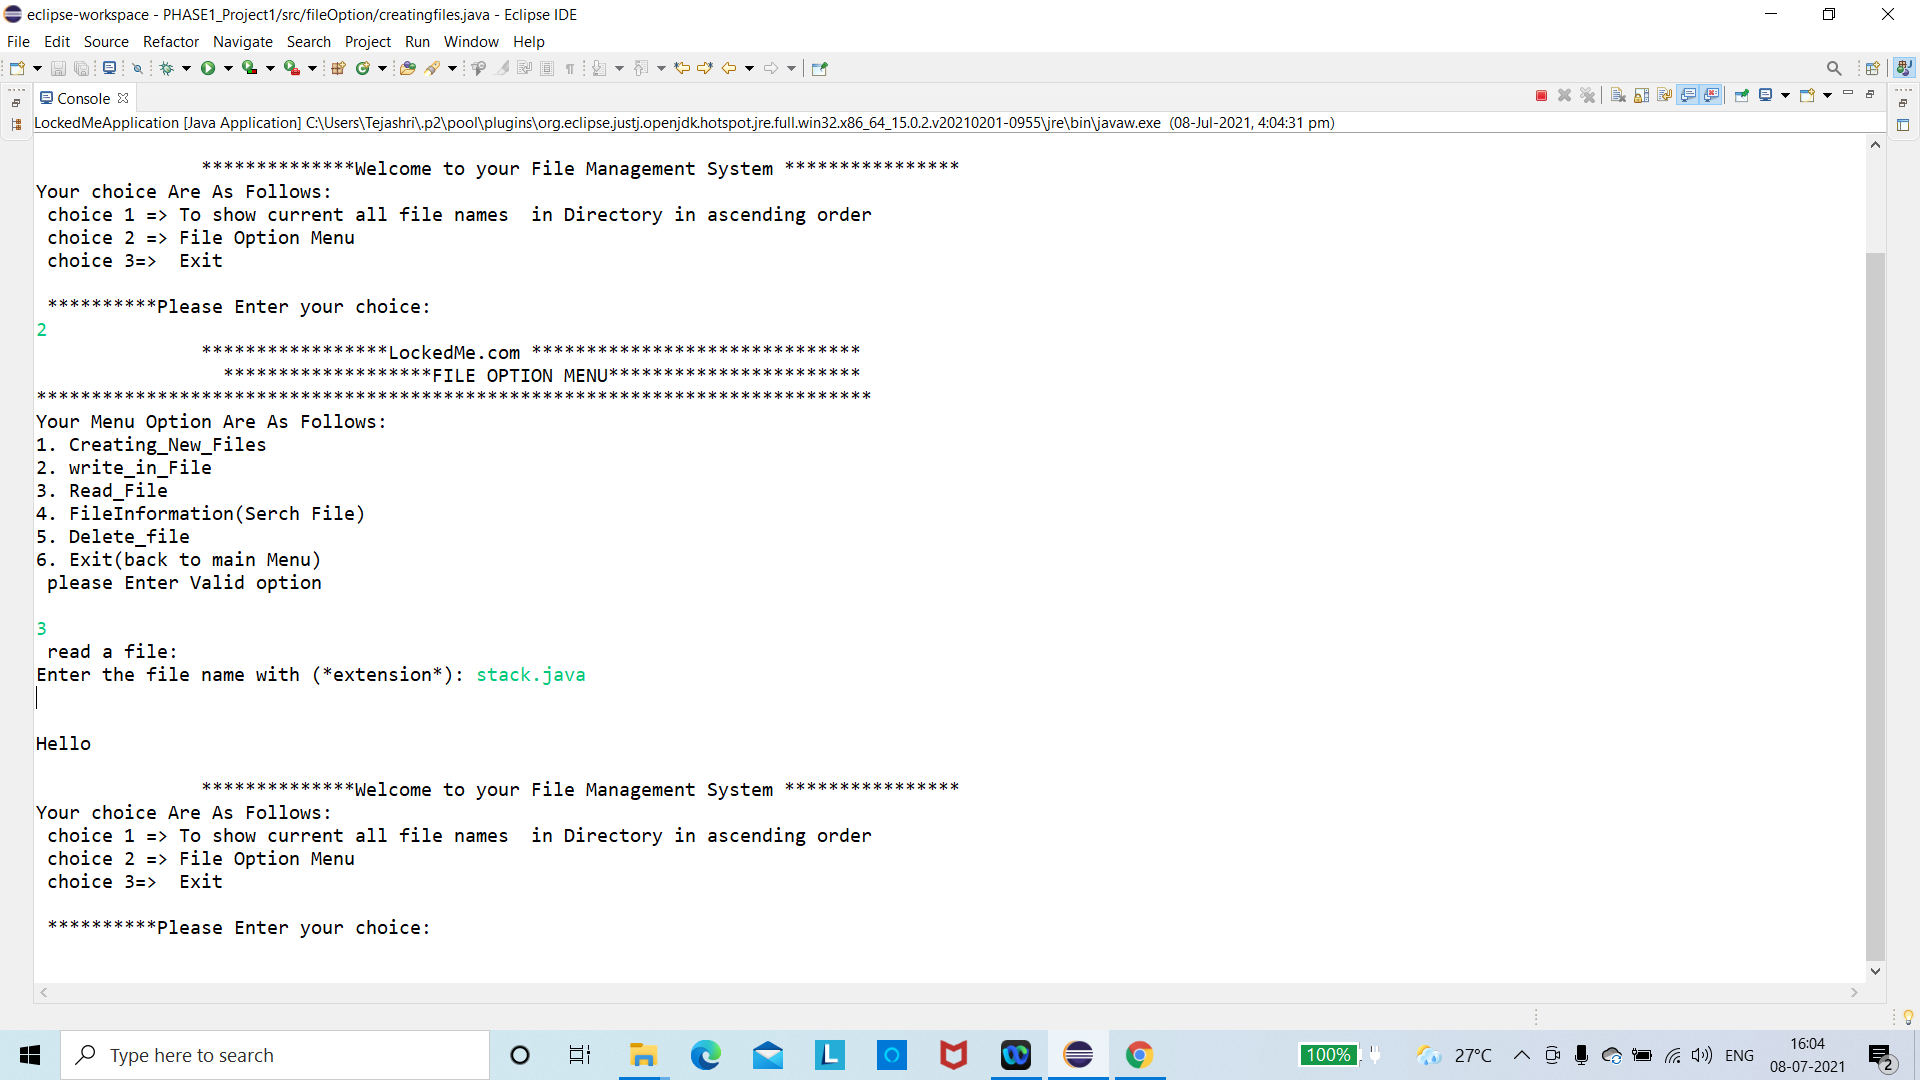 eclipse-workspace - PHASE1_Project1/src/fileOption/creatingfiles.java - Eclipse IDE
File Edit Source Refactor Navigate Search Project Run Window Help
Console
LockedMeApplication [Java Application] C:\Users\Tejashri\.p2\pool\plugins\org.eclipse.justj.openjdk.hotspot.jre.full.win32.x86_64_15.0.2.v20210201-0955\jre\bin\javaw.exe (08-Jul-2021, 4:04:31 pm)
**************Welcome to your File Management System ****************
Your choice Are As Follows:
choice 1 => To show current all file names  in Directory in ascending order
choice 2 => File Option Menu
choice 3=>  Exit
**********Please Enter your choice:
2
*****************LockedMe.com ******************************
*******************FILE OPTION MENU***********************
****************************************************************************
Your Menu Option Are As Follows:
1. Creating_New_Files
2. write_in_File
3. Read_File
4. FileInformation(Serch File)
5. Delete_file
6. Exit(back to main Menu)
please Enter Valid option
3
read a file:
Enter the file name with (*extension*): stack.java
Hello
**************Welcome to your File Management System ****************
Your choice Are As Follows:
choice 1 => To show current all file names  in Directory in ascending order
choice 2 => File Option Menu
choice 3=>  Exit
**********Please Enter your choice:
Type here to search
L
100%
27°C
ENG
16:04
08-07-2021
2